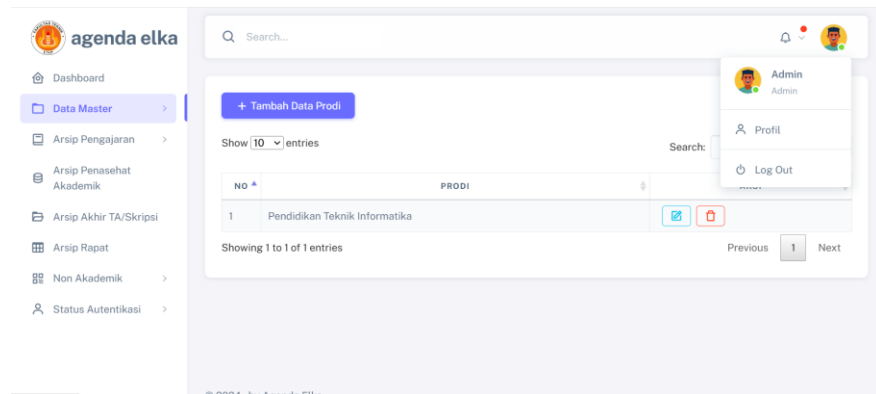 agenda elka
Search...
Dashboard
Data Master
Arsip Pengajaran
Arsip Penasehat
Akademik
Arsip Akhir TA/Skripsi
Arsip Rapat
Non Akademik
Status Autentikasi
Admin
Admin
Profil
Log Out
+ Tambah Data Prodi
Show 10 entries
Search:
NO PRODI
1 Pendidikan Teknik Informatika
Showing 1 to 1 of 1 entries
Previous 1 Next